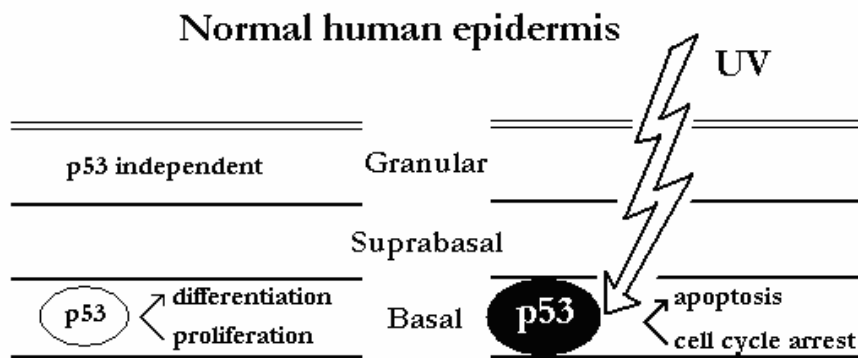 Normal human epidermis
UV
p53 independent
Granular
Suprabasal
p53
differentiation
proliferation
Basal
p53
apoptosis
cell cycle arrest